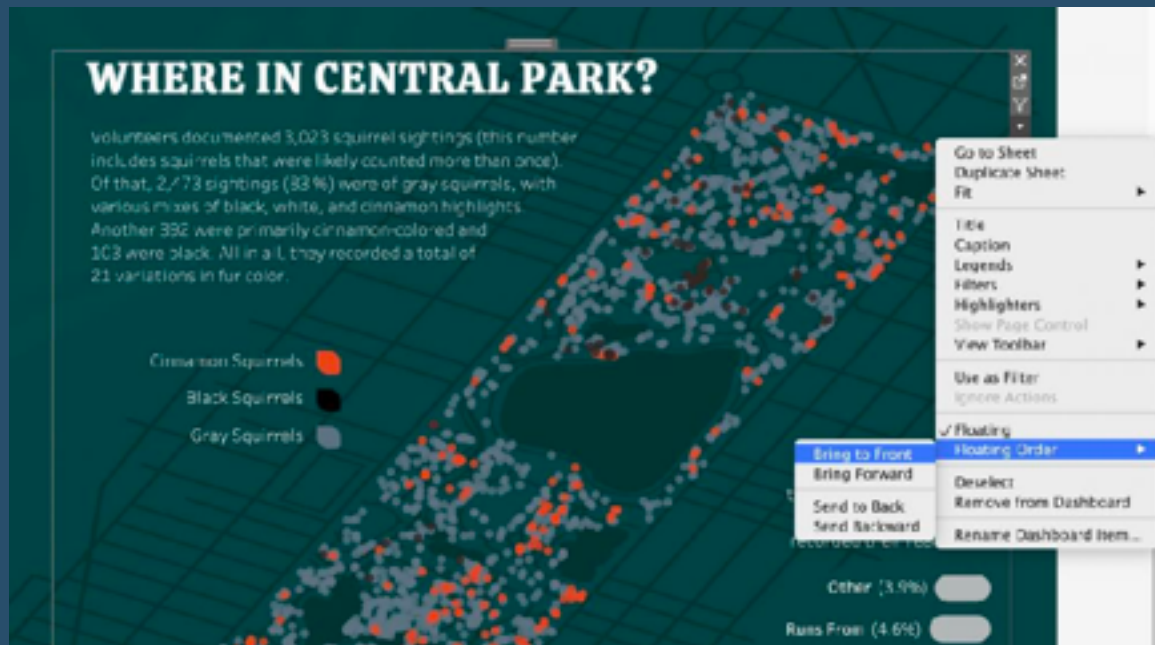 WHERE IN CENTRAL PARK?
Volunteers documented 3,023 squirrel sightings (this number
includes squirrels that were likely counted more than once).
Of that, 2,473 sightings (83%) were of gray squirrels, with
various mixes of black, white, and cinnamon highlights.
Another 392 were primarily cinnamon-colored and
103 were black. All in all, they recorded a total of
21 variations in fur color.
Cinnamon Squirrels
Black Squirrels
Gray Squirrels
Go to Sheet
Duplicate Sheet
Fit
Title
Caption
Legends
Filters
Highlighters
Show Page Control
View Toolbar
Use as Filter
Ignore Actions
Floating
Floating Order
Deselect
Remove from Dashboard
Rename Dashboard Item...
Bring to Front
Bring Forward
Send to Back
Send Backward
recorded their
Other (3.9%)
Runs From (4.6%)